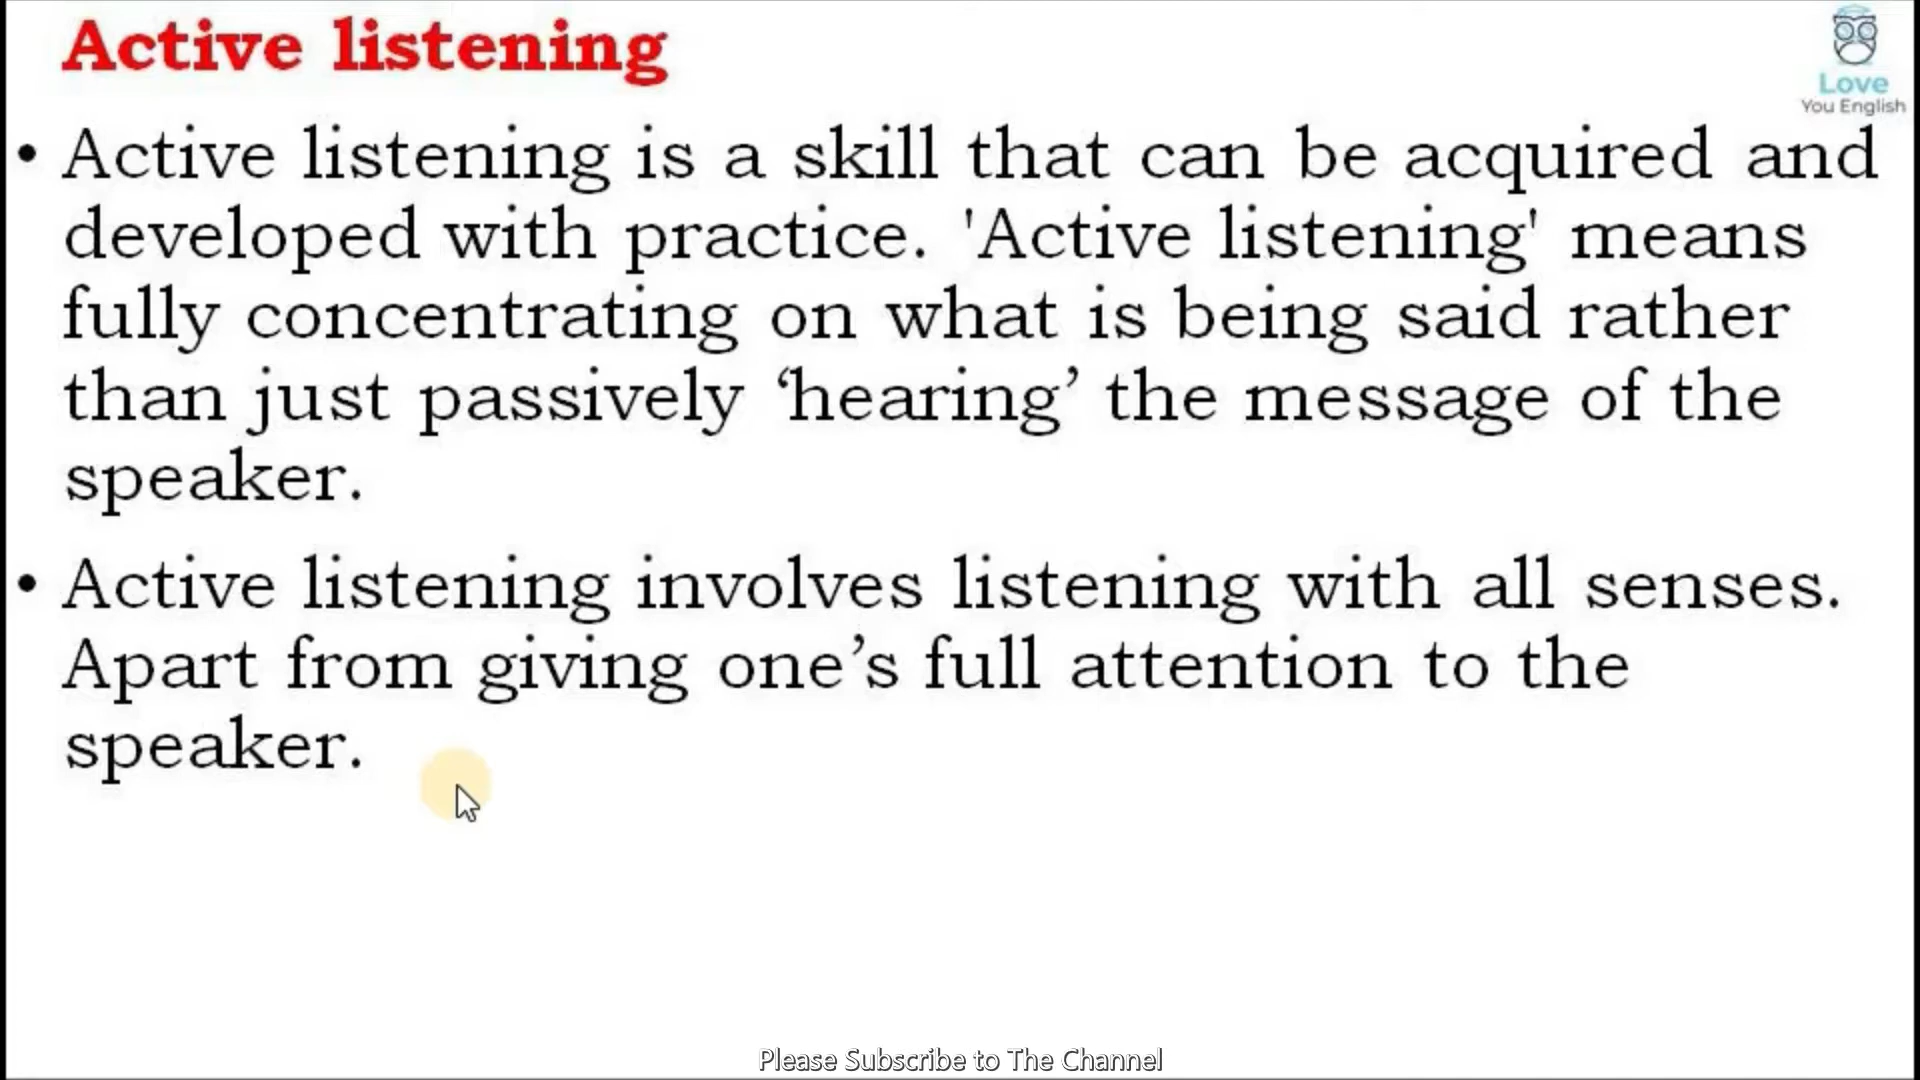 Active listening
Love
You English
• Active listening is a skill that can be acquired and
developed with practice. 'Active listening' means
fully concentrating on what is being said rather
than just passively ‘hearing’ the message of the
speaker.
• Active listening involves listening with all senses.
Apart from giving one’s full attention to the
speaker.
Please Subscribe to The Channel